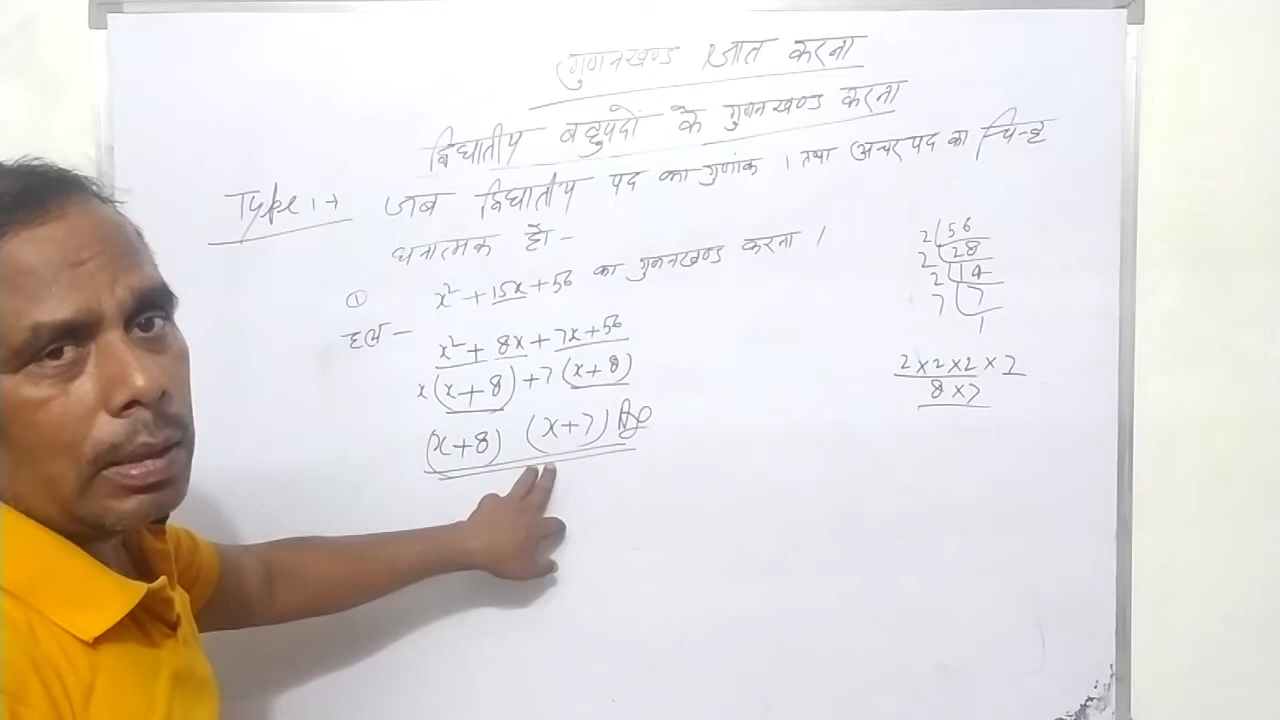 गुणनखण्ड ज्ञात करना
द्विघातीय बहुपदों के गुणनखण्ड करना
Type 1 → जब द्विघातीय पद का गुणांक 1 तथा अचर पद का चिन्ह
धनात्मक हो -
① x² + 15x + 56 का गुणनखण्ड करना ।
हल - x² + 8x + 7x + 56
x(x+8) + 7(x+8)
(x+8) (x+7) Ans
2 | 56
2 | 28
2 | 14
7 | 7
1
2×2×2×7
8×7